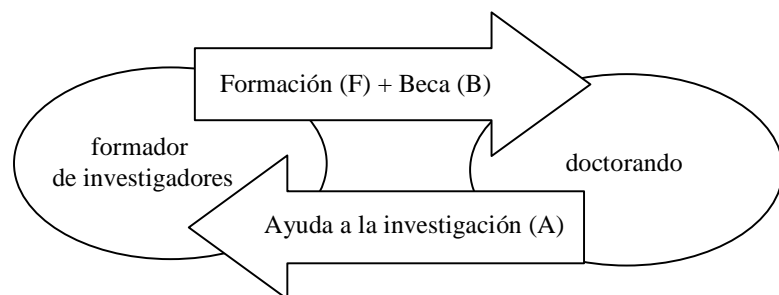 Formación (F) + Beca (B)
formador
de investigadores
doctorando
Ayuda a la investigación (A)